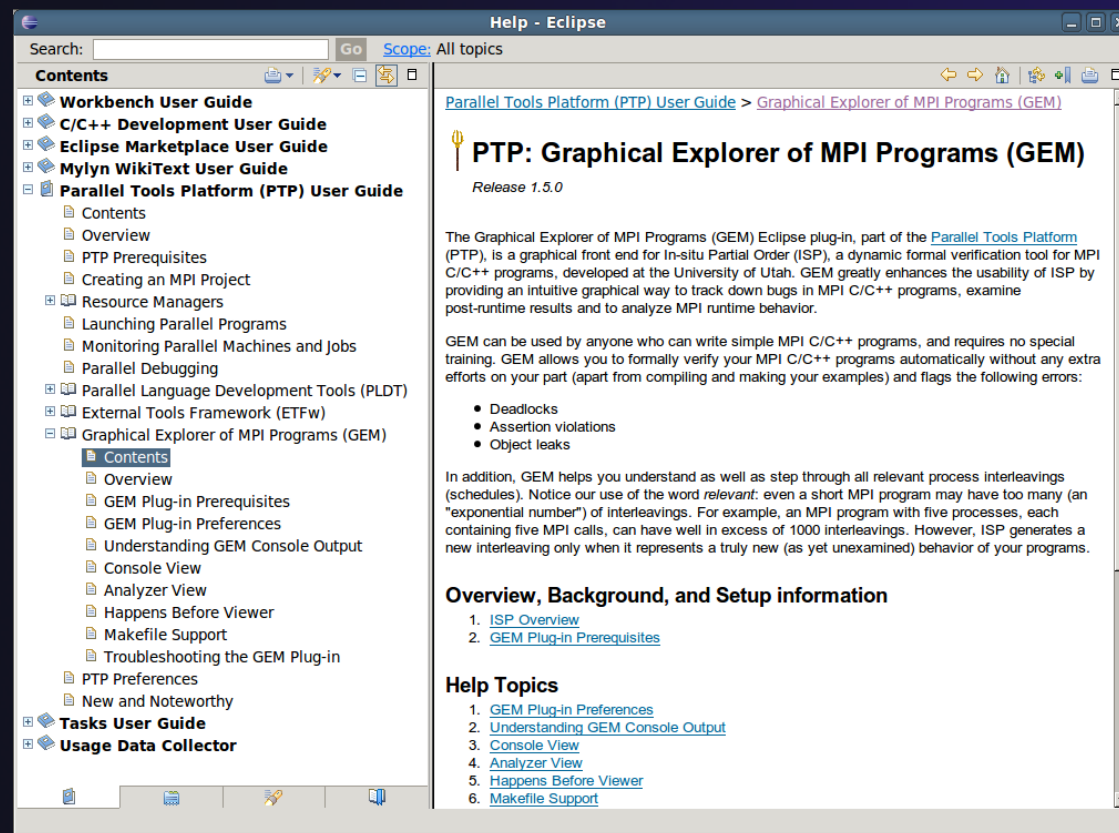 Help - Eclipse
Search:
Go
Scope: All topics
Contents
Workbench User Guide
C/C++ Development User Guide
Eclipse Marketplace User Guide
Mylyn WikiText User Guide
Parallel Tools Platform (PTP) User Guide
Contents
Overview
PTP Prerequisites
Creating an MPI Project
Resource Managers
Launching Parallel Programs
Monitoring Parallel Machines and Jobs
Parallel Debugging
Parallel Language Development Tools (PLDT)
External Tools Framework (ETFw)
Graphical Explorer of MPI Programs (GEM)
Contents
Overview
GEM Plug-in Prerequisites
GEM Plug-in Preferences
Understanding GEM Console Output
Console View
Analyzer View
Happens Before Viewer
Makefile Support
Troubleshooting the GEM Plug-in
PTP Preferences
New and Noteworthy
Tasks User Guide
Usage Data Collector
Parallel Tools Platform (PTP) User Guide > Graphical Explorer of MPI Programs (GEM)
PTP: Graphical Explorer of MPI Programs (GEM)
Release 1.5.0
The Graphical Explorer of MPI Programs (GEM) Eclipse plug-in, part of the Parallel Tools Platform
(PTP), is a graphical front end for In-situ Partial Order (ISP), a dynamic formal verification tool for MPI
C/C++ programs, developed at the University of Utah. GEM greatly enhances the usability of ISP by
providing an intuitive graphical way to track down bugs in MPI C/C++ programs, examine
post-runtime results and to analyze MPI runtime behavior.
GEM can be used by anyone who can write simple MPI C/C++ programs, and requires no special
training. GEM allows you to formally verify your MPI C/C++ programs automatically without any extra
efforts on your part (apart from compiling and making your examples) and flags the following errors:
● Deadlocks
● Assertion violations
● Object leaks
In addition, GEM helps you understand as well as step through all relevant process interleavings
(schedules). Notice our use of the word relevant: even a short MPI program may have too many (an
"exponential number") of interleavings. For example, an MPI program with five processes, each
containing five MPI calls, can have well in excess of 1000 interleavings. However, ISP generates a
new interleaving only when it represents a truly new (as yet unexamined) behavior of your programs.
Overview, Background, and Setup information
1. ISP Overview
2. GEM Plug-in Prerequisites
Help Topics
1. GEM Plug-in Preferences
2. Understanding GEM Console Output
3. Console View
4. Analyzer View
5. Happens Before Viewer
6. Makefile Support